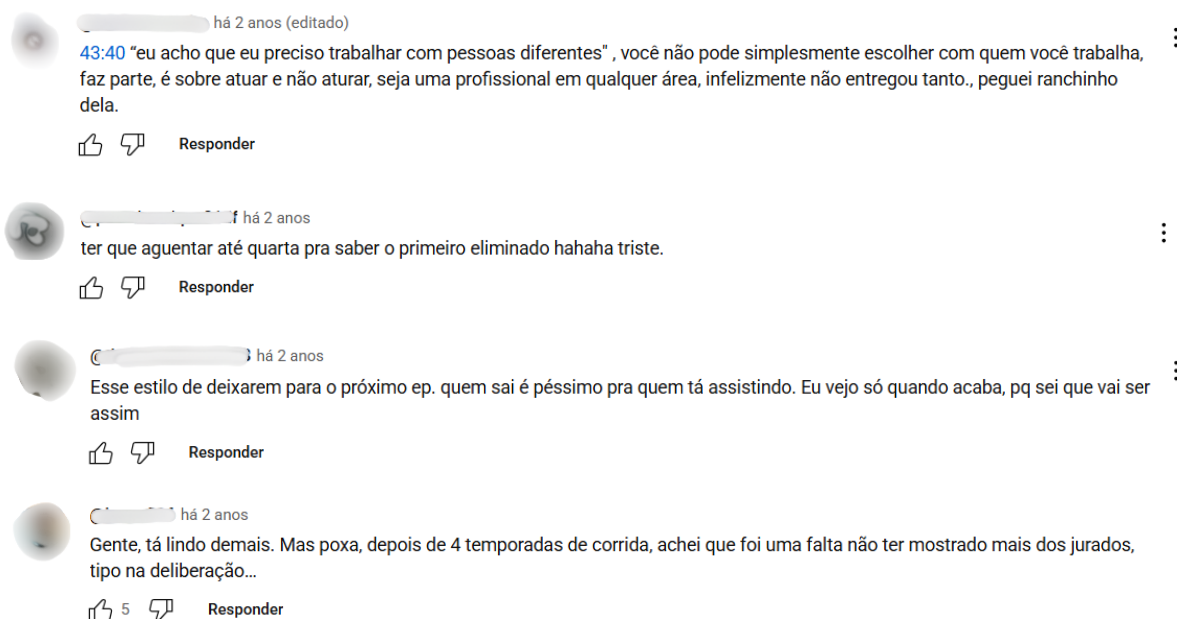 há 2 anos (editado)
43:40 “eu acho que eu preciso trabalhar com pessoas diferentes" , você não pode simplesmente escolher com quem você trabalha,
faz parte, é sobre atuar e não aturar, seja uma profissional em qualquer área, infelizmente não entregou tanto., peguei ranchinho
dela.
Responder
há 2 anos
ter que aguentar até quarta pra saber o primeiro eliminado hahaha triste.
Responder
há 2 anos
Esse estilo de deixarem para o próximo ep. quem sai é péssimo pra quem tá assistindo. Eu vejo só quando acaba, pq sei que vai ser
assim
Responder
há 2 anos
Gente, tá lindo demais. Mas poxa, depois de 4 temporadas de corrida, achei que foi uma falta não ter mostrado mais dos jurados,
tipo na deliberação...
5 Responder